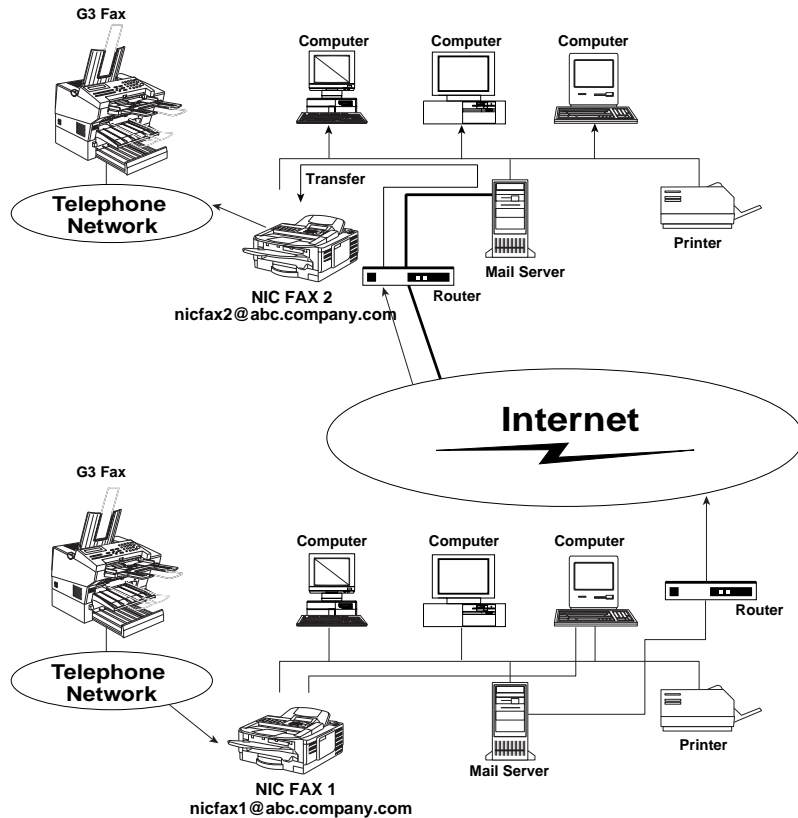 G3 Fax
Computer
Computer
Computer
Transfer
Telephone
Network
Mail Server
Printer
Router
NIC FAX 2
nicfax2@abc.company.com
Internet
G3 Fax
Computer
Computer
Computer
Router
Telephone
Network
Mail Server
Printer
NIC FAX 1
nicfax1@abc.company.com